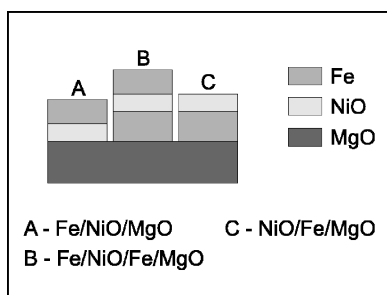 B
A
C
Fe
NiO
MgO
A - Fe/NiO/MgO
C - NiO/Fe/MgO
B - Fe/NiO/Fe/MgO